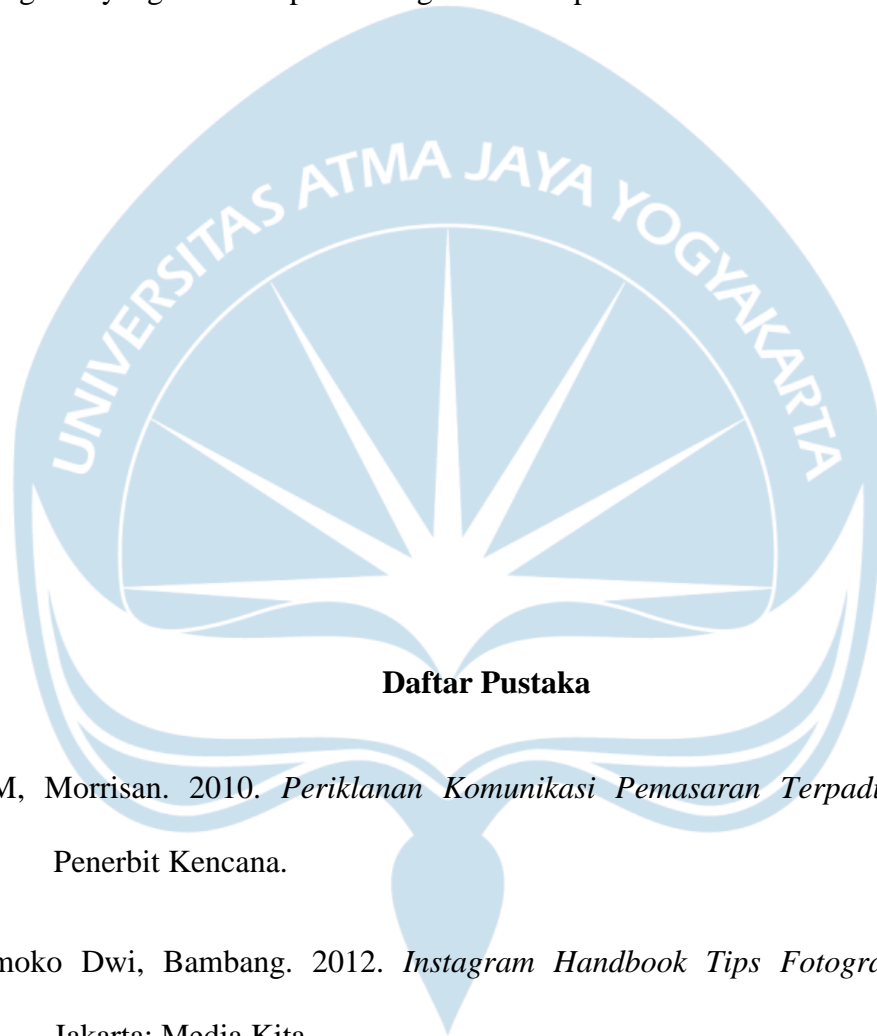 UNIVERSITAS ATMA JAYA YOGYAKARTA
Daftar Pustaka
M, Morrisan. 2010. Periklanan Komunikasi Pemasaran Terpadu
Penerbit Kencana.
moko Dwi, Bambang. 2012. Instagram Handbook Tips Fotogra
Jakarta: Media Kita